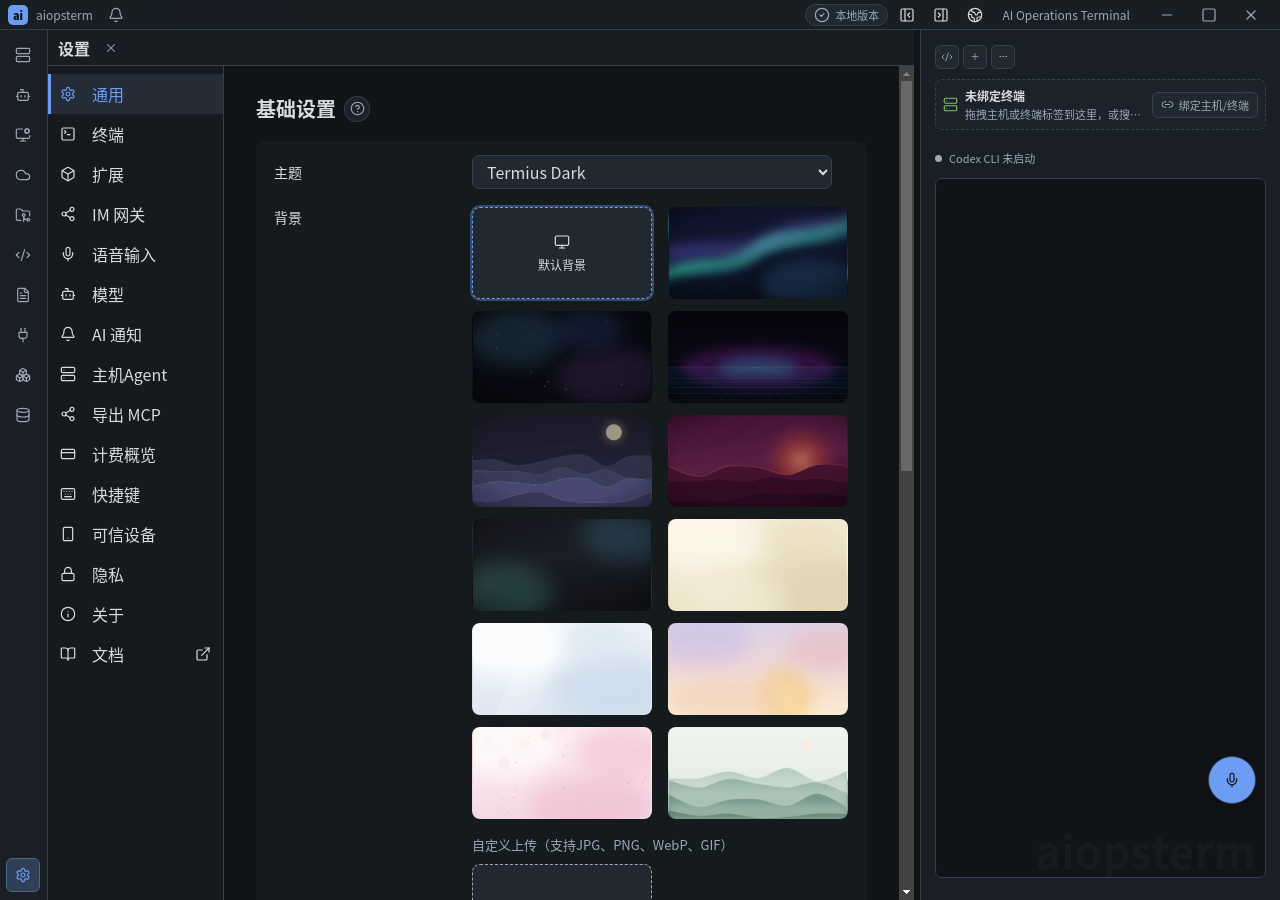 ai aiopsterm
本地版本
AI Operations Terminal
设置
通用
终端
扩展
IM 网关
语音输入
模型
AI 通知
主机Agent
导出 MCP
计费概览
快捷键
可信设备
隐私
关于
文档
基础设置
主题
Termius Dark
背景
默认背景
自定义上传（支持JPG、PNG、WebP、GIF）
未绑定终端
拖拽主机或终端标签到这里，或搜…
绑定主机/终端
Codex CLI 未启动
aiopsterm